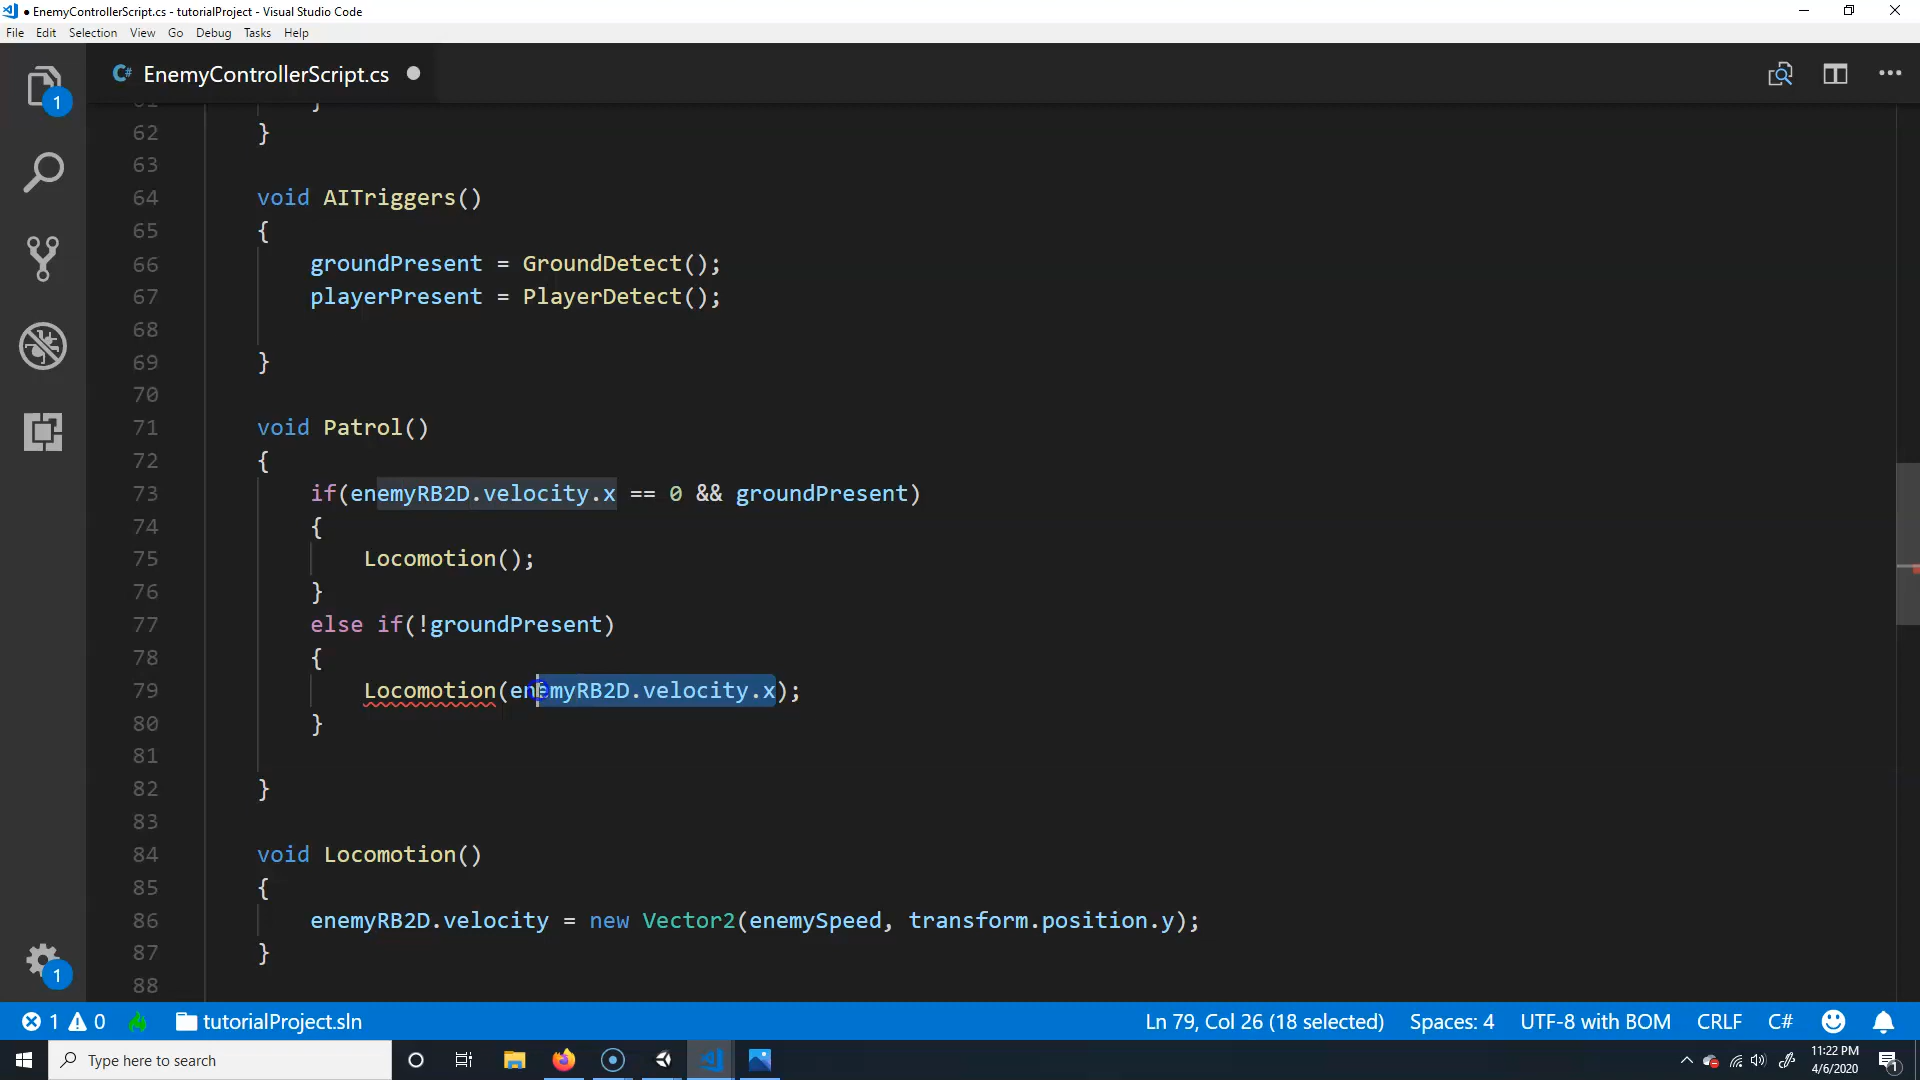 EnemyControllerScript.cs - tutorialProject - Visual Studio Code
File Edit Selection View Go Debug Tasks Help
C# EnemyControllerScript.cs
1
61 }
62 }
63
64 void AITriggers()
65 {
66 groundPresent = GroundDetect();
67 playerPresent = PlayerDetect();
68
69 }
70
71 void Patrol()
72 {
73 if(enemyRB2D.velocity.x == 0 && groundPresent)
74 {
75 Locomotion();
76 }
77 else if(!groundPresent)
78 {
79 Locomotion(enemyRB2D.velocity.x);
80 }
81
82 }
83
84 void Locomotion()
85 {
86 enemyRB2D.velocity = new Vector2(enemySpeed, transform.position.y);
87 }
88
1
1 0 tutorialProject.sln Ln 79, Col 26 (18 selected) Spaces: 4 UTF-8 with BOM CRLF C#
Type here to search
11:22 PM
4/6/2020
1